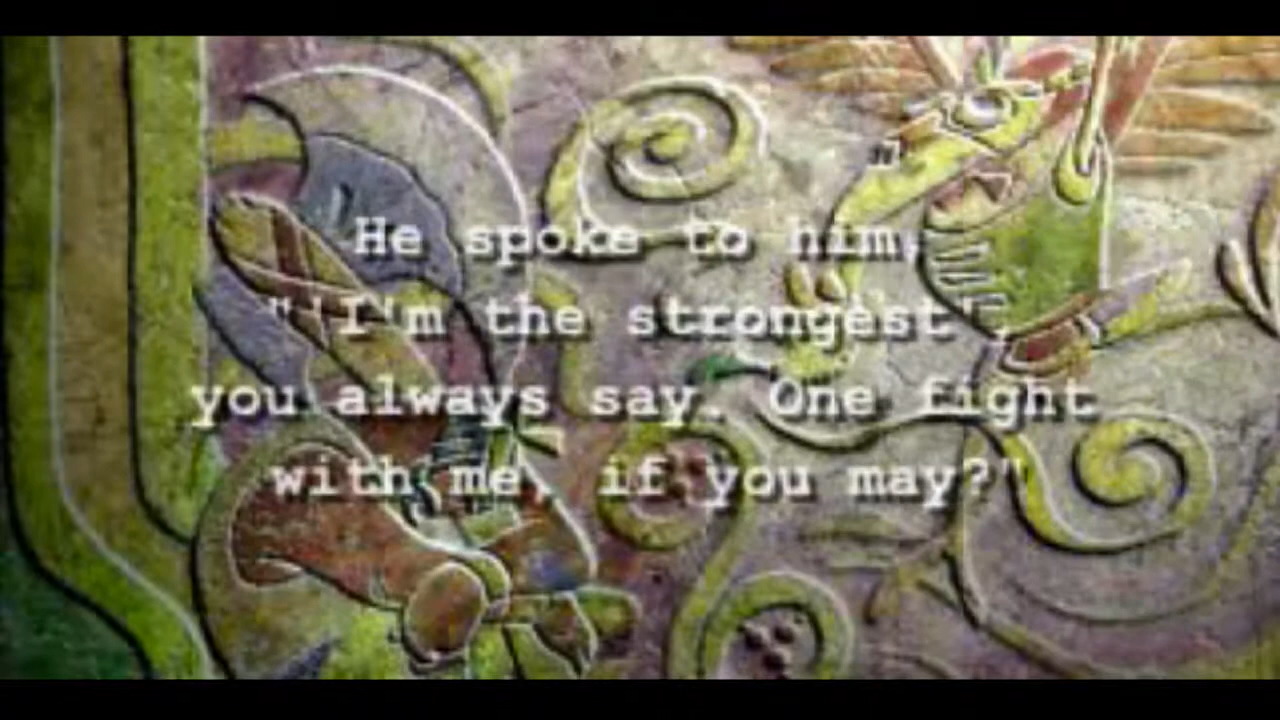 He spoke to him,
"'I'm the strongest',
you always say. One fight
with me, if you may?"